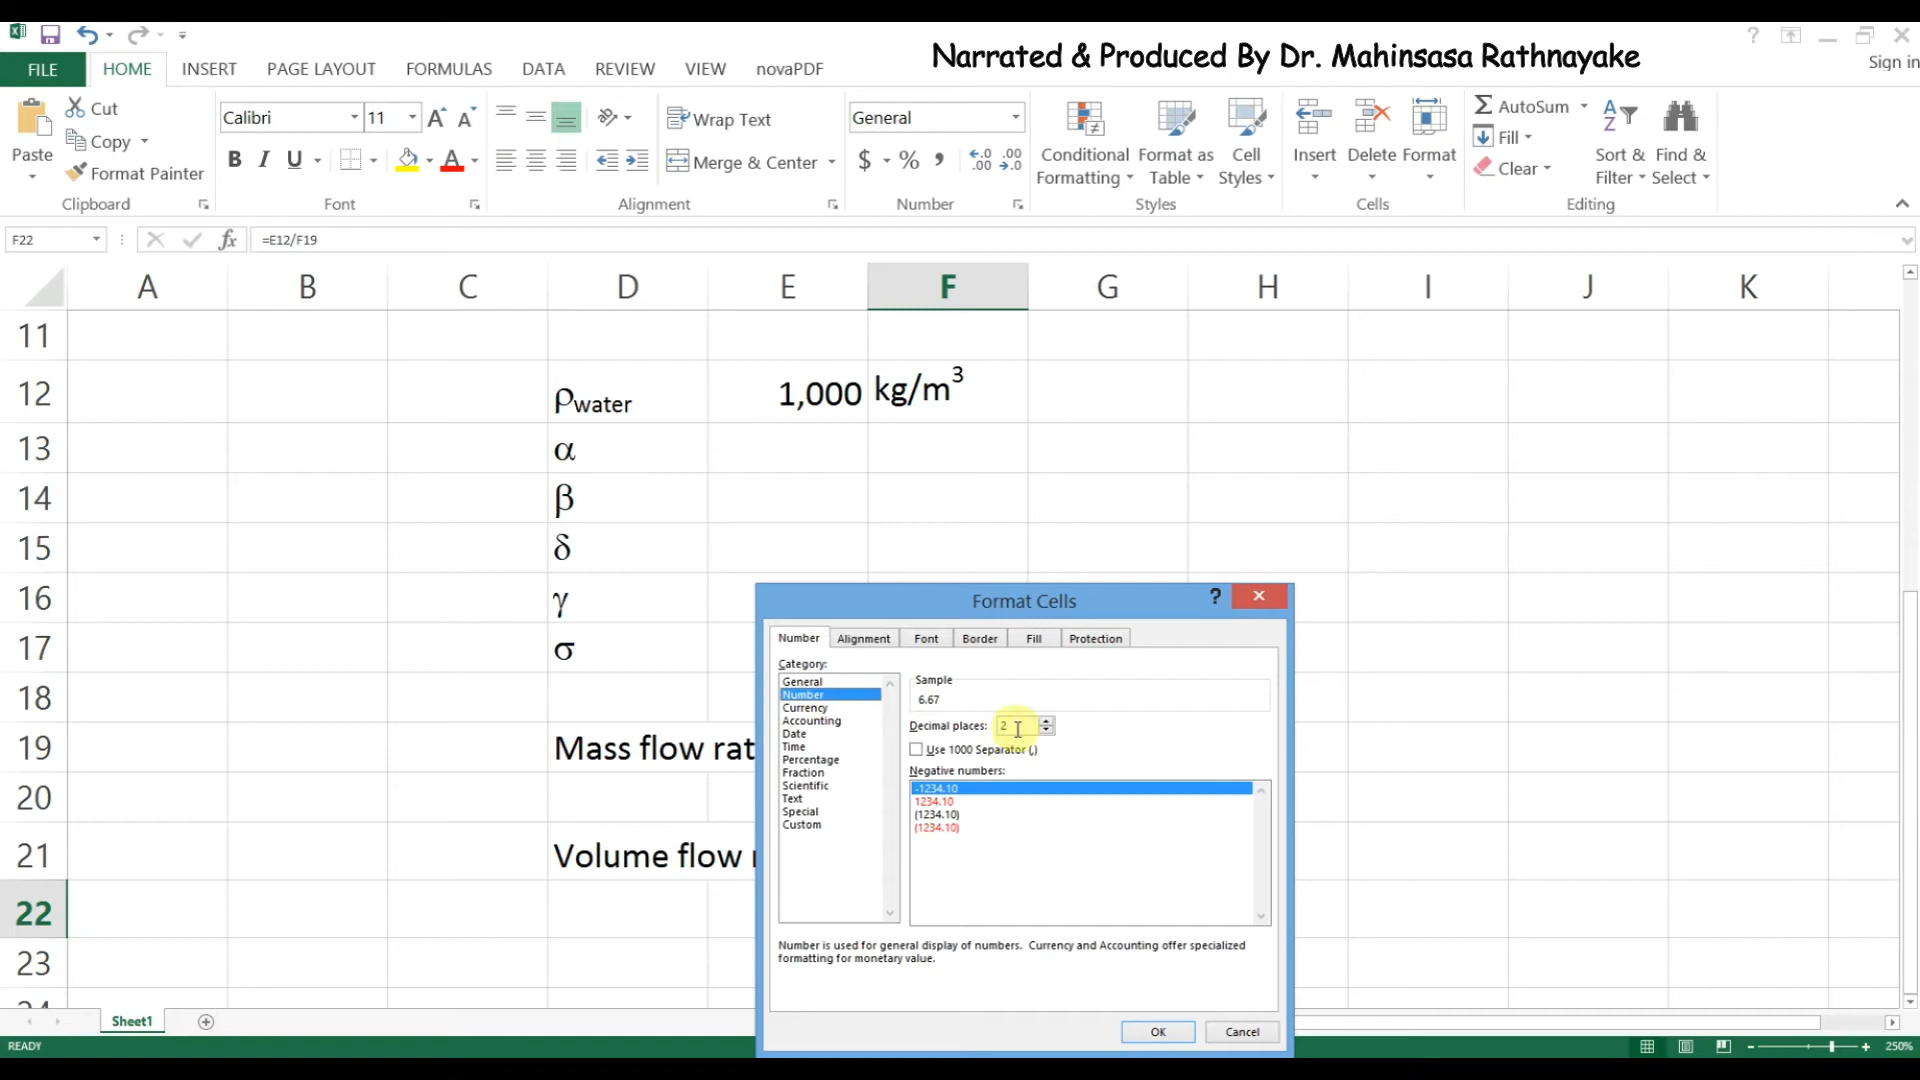 Narrated & Produced By Dr. Mahinsasa Rathnayake
Sign in
FILE HOME INSERT PAGE LAYOUT FORMULAS DATA REVIEW VIEW novaPDF
Paste
Cut
Copy
Format Painter
Clipboard
Calibri 11
B I U A
Font
Wrap Text
Merge & Center
Alignment
General
$ % , .0 .00 .00 .0
Number
Conditional Formatting
Format as Table
Cell Styles
Styles
Insert Delete Format
Cells
AutoSum
Fill
Clear
Sort & Filter
Find & Select
Editing
F22 fx =E12/F19
A B C D E F G H I J K
11
12 ρwater 1,000 kg/m3
13 α
14 β
15 δ
16 γ
17 σ
18
19 Mass flow rat
20
21 Volume flow
22
23
Format Cells ?
Number Alignment Font Border Fill Protection
Category:
General
Number
Currency
Accounting
Date
Time
Percentage
Fraction
Scientific
Text
Special
Custom
Sample
6.67
Decimal places: 2
Use 1000 Separator (,)
Negative numbers:
-1234.10
1234.10
(1234.10)
(1234.10)
Number is used for general display of numbers. Currency and Accounting offer specialized
formatting for monetary value.
OK Cancel
Sheet1
READY 250%